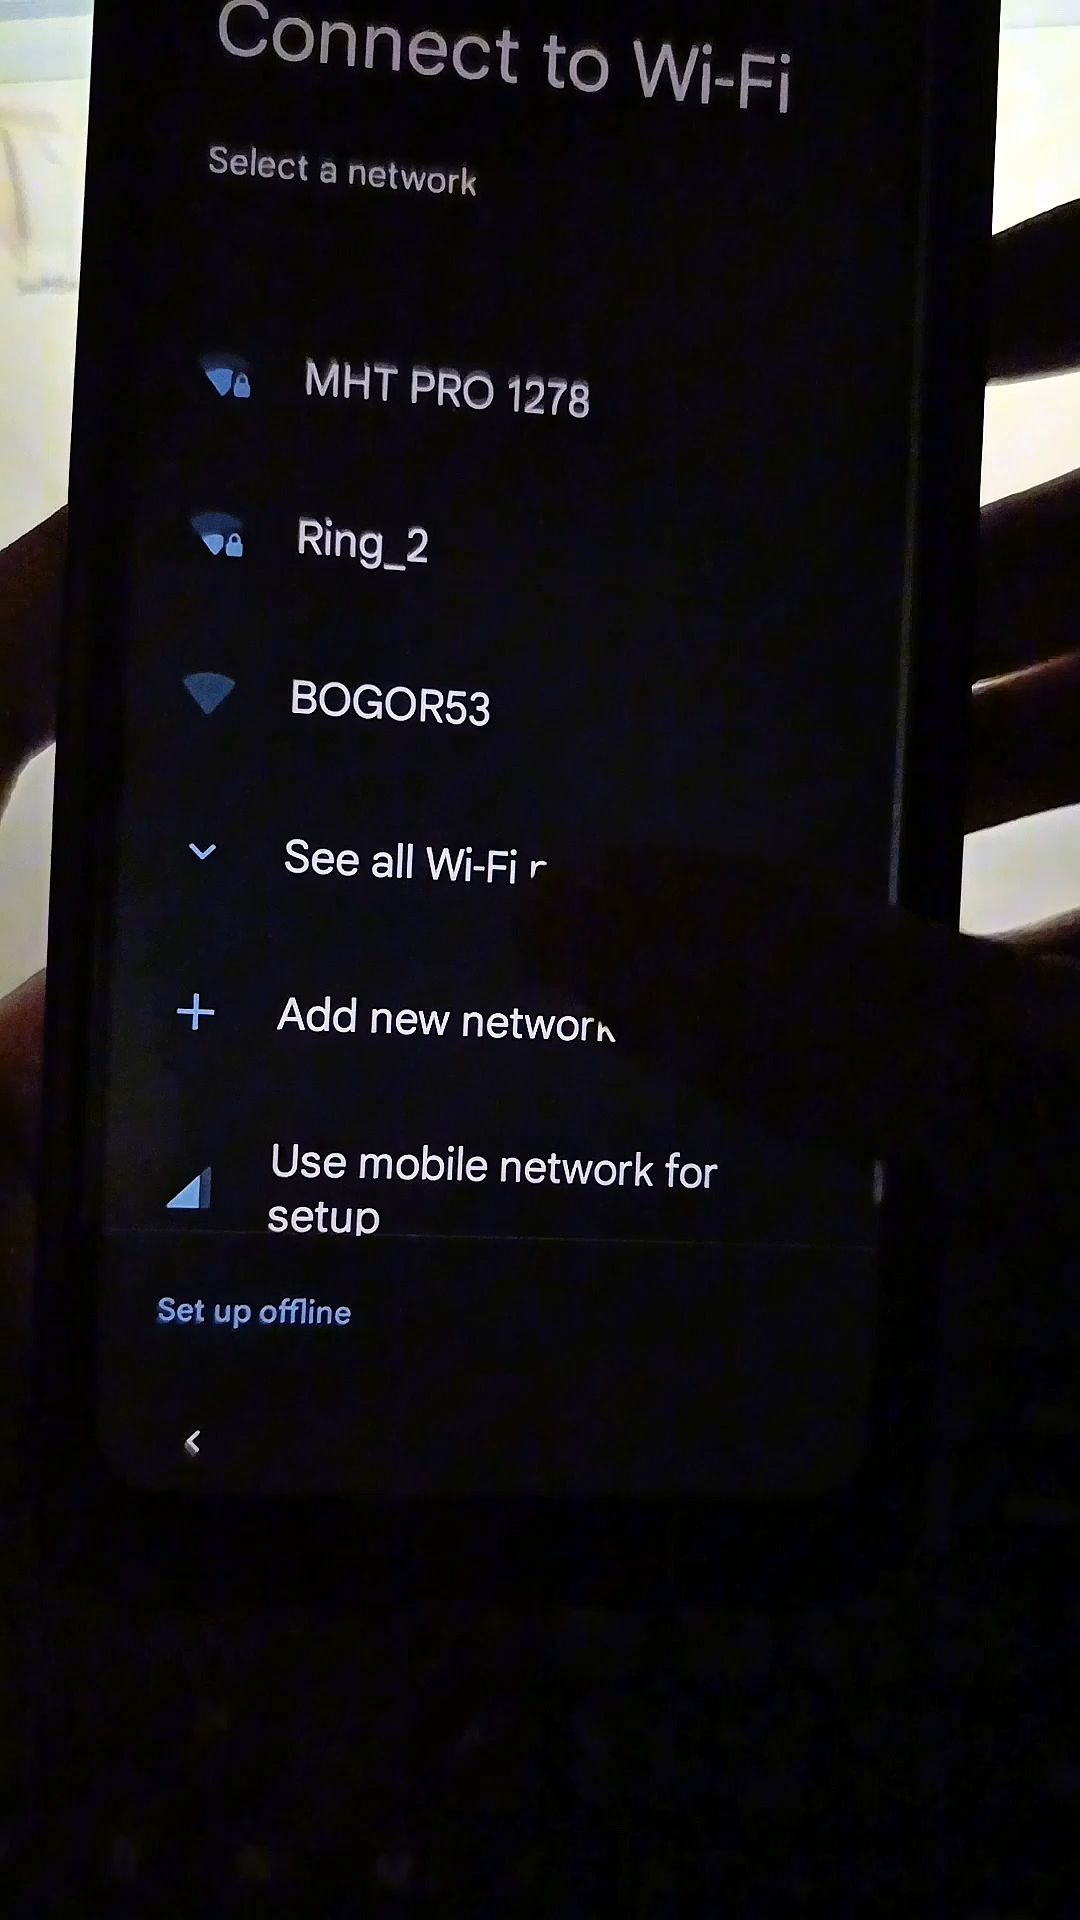 Connect to Wi-Fi
Select a network
MHT PRO 1278
Ring_2
BOGOR53
See all Wi-Fi
Add new network
Use mobile network for
setup
Set up offline